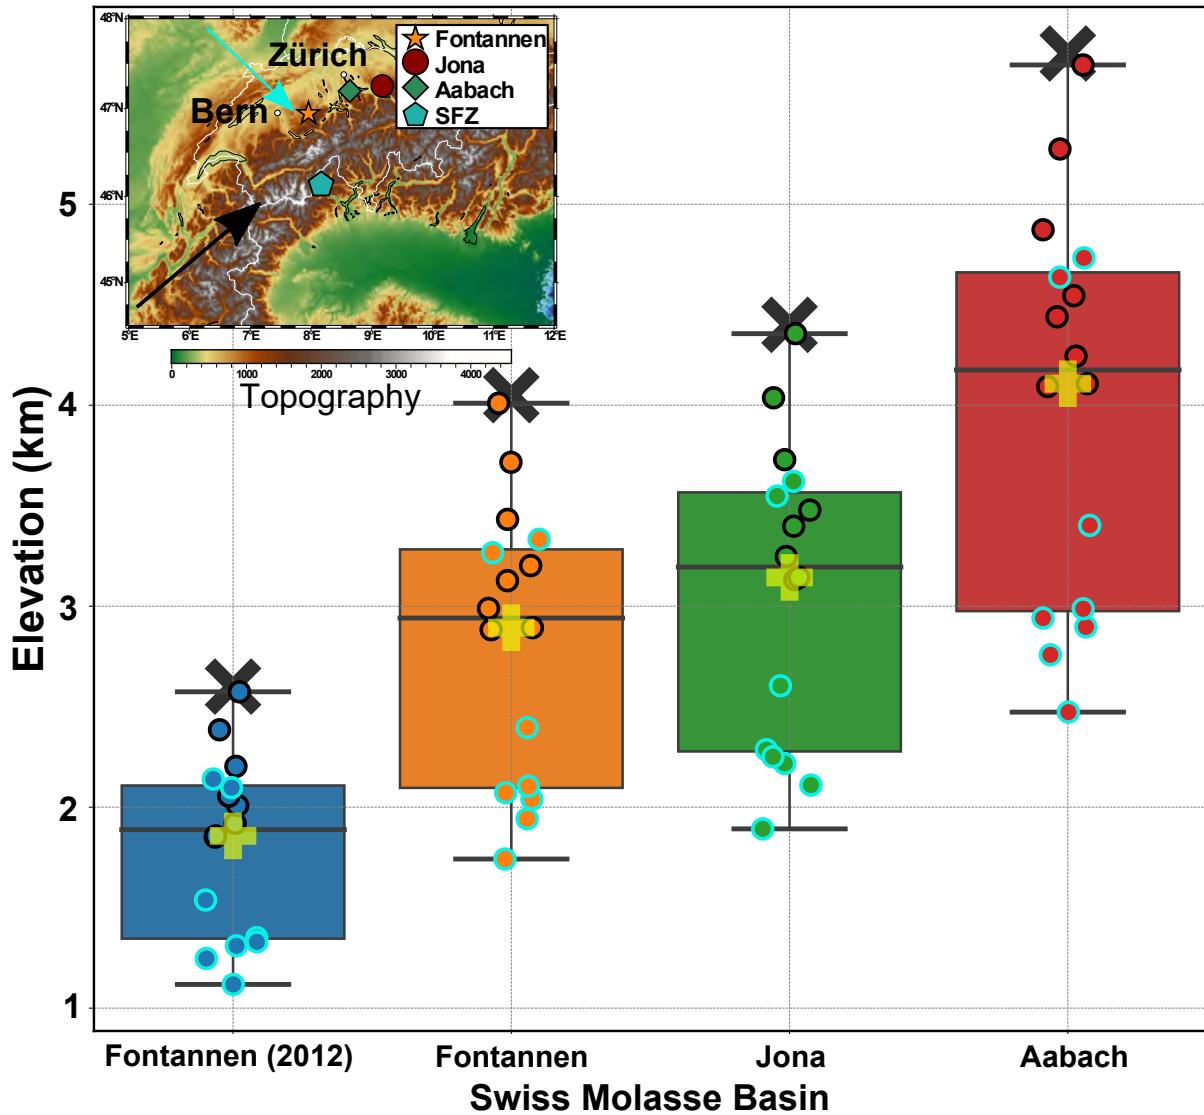 48°N
47°N
46°N
45°N
5°E 7°E 8°E 9°E 10°E 11°E 12°E
Zürich
Bern
Fontannen
Jona
Aabach
SFZ
0 1000 2000 3000 4000
Topography
Elevation (km)
5
4
3
2
1
Fontannen (2012) Fontannen Jona Aabach
Swiss Molasse Basin